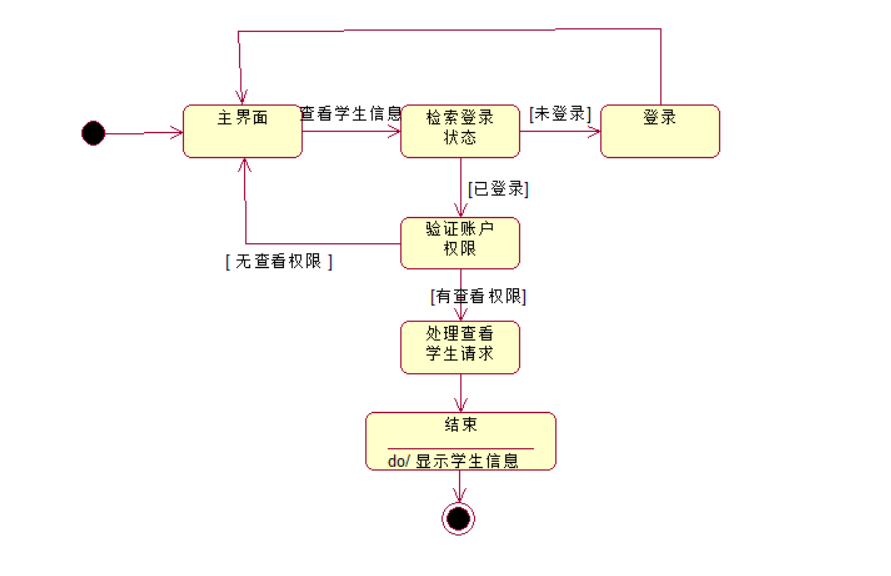 主界面
查看学生信息
检索登录
状态
[未登录]
登录
[已登录]
验证账户
权限
[ 无查看权限 ]
[有查看权限]
处理查看
学生请求
结束
do/ 显示学生信息